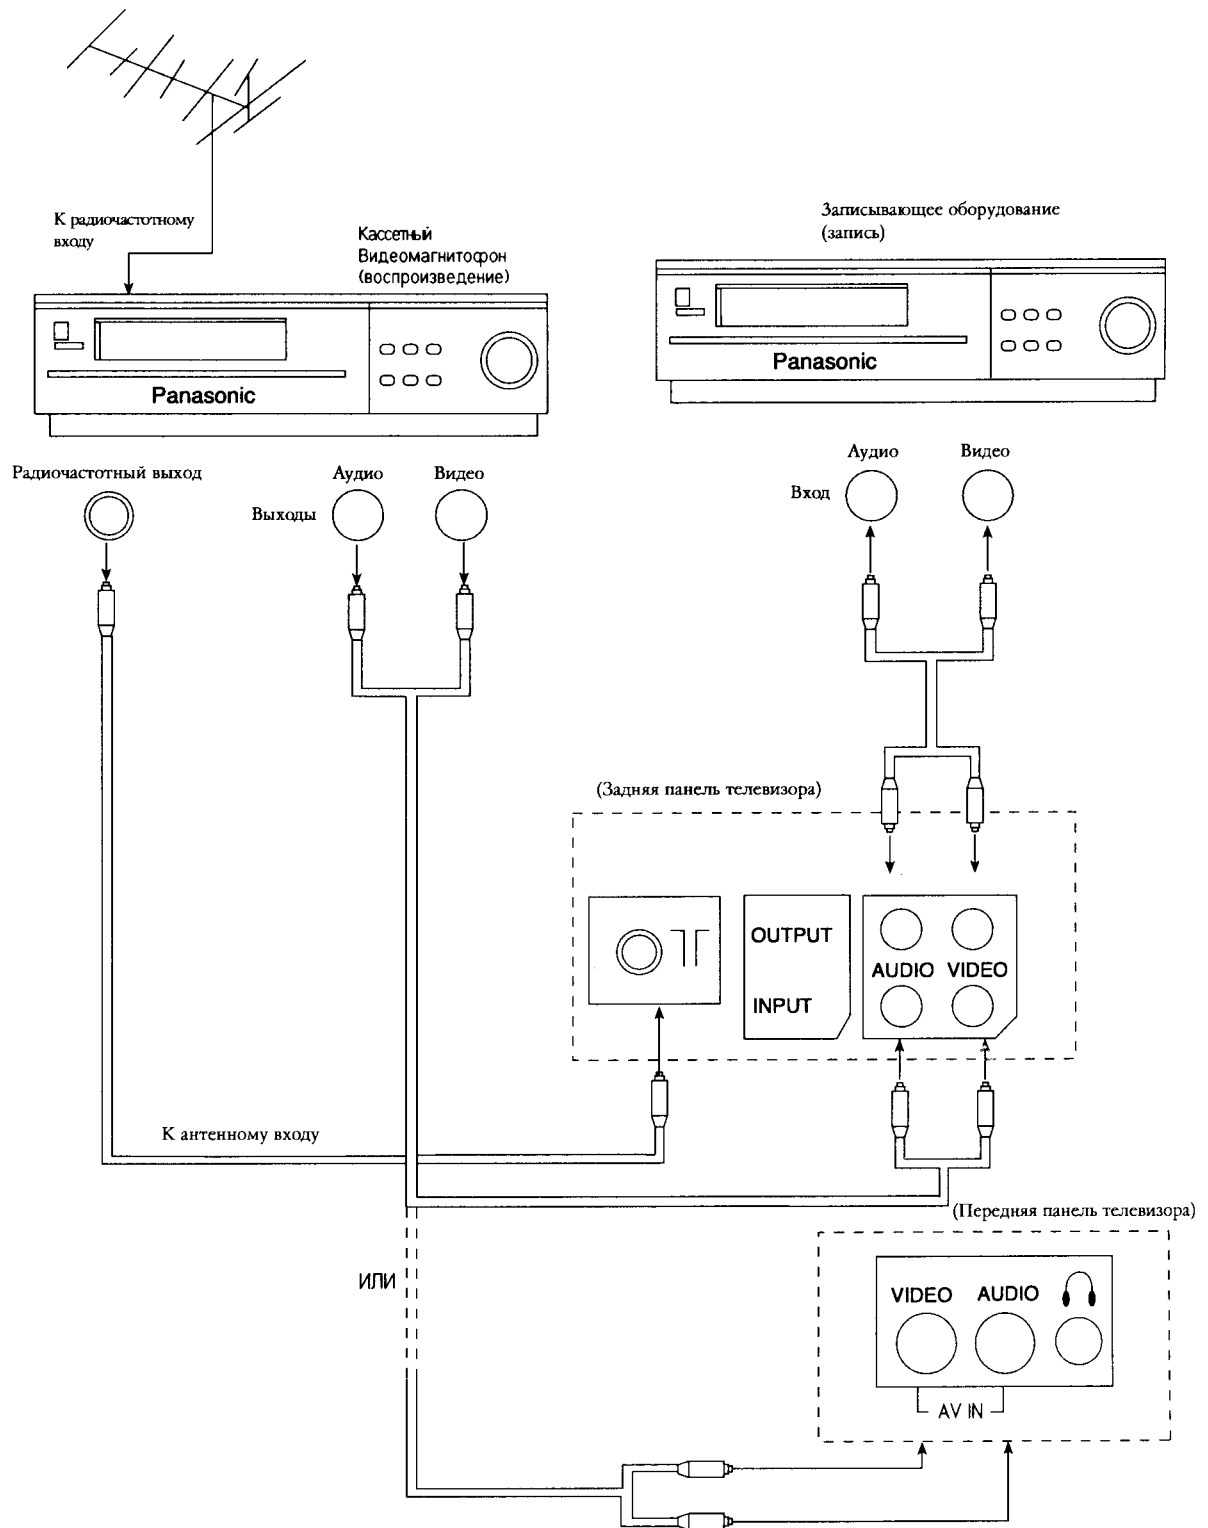 К радиочастотному
входу
Кассетный
Видеомагнитофон
(воспроизведение)
Записывающее оборудование
(запись)
Panasonic
Panasonic
Радиочастотный выход
Аудио
Видео
Выходы
Аудио
Видео
Вход
(Задняя панель телевизора)
OUTPUT
INPUT
AUDIO VIDEO
К антенному входу
(Передняя панель телевизора)
ИЛИ
VIDEO AUDIO
AV IN